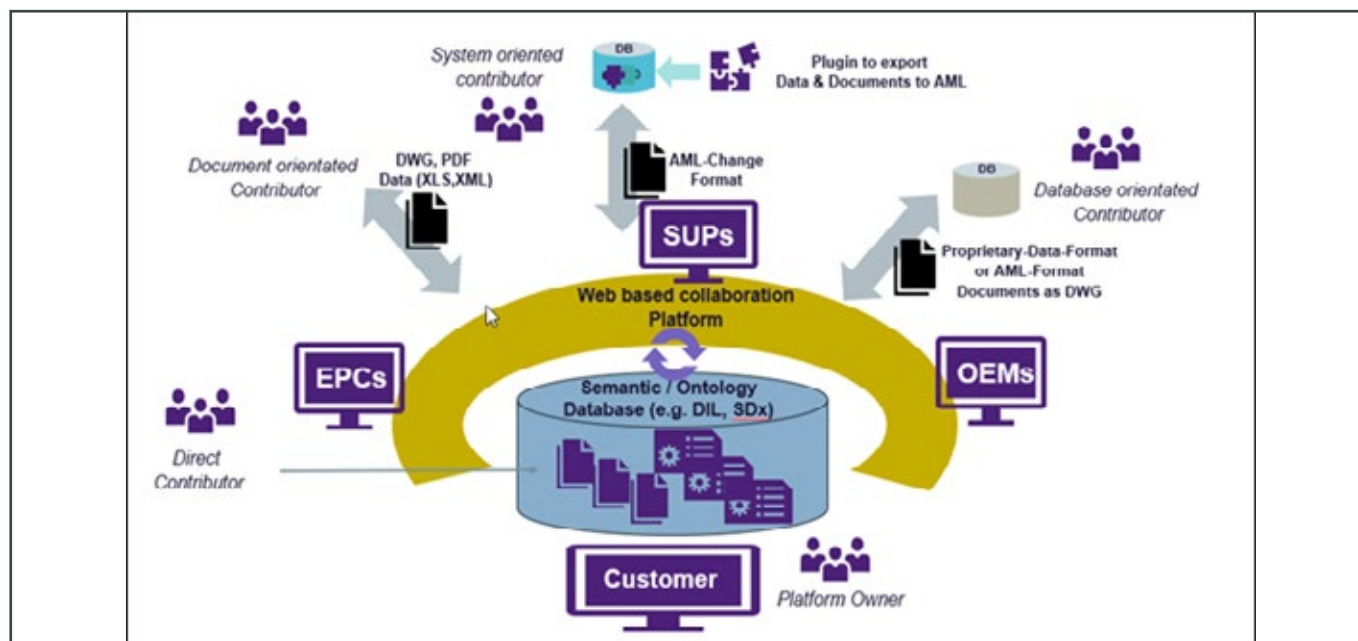 System oriented
contributor
DB
Plugin to export
Data & Documents to AML
Document orientated
Contributor
DWG, PDF
Data (XLS,XML)
AML-Change
Format
DB
Database orientated
Contributor
SUPs
Proprietary-Data-Format
or AML-Format
Documents as DWG
Web based collaboration
Platform
EPCs
OEMs
Semantic / Ontology
Database (e.g. DIL, SDx)
Direct
Contributor
Customer
Platform Owner